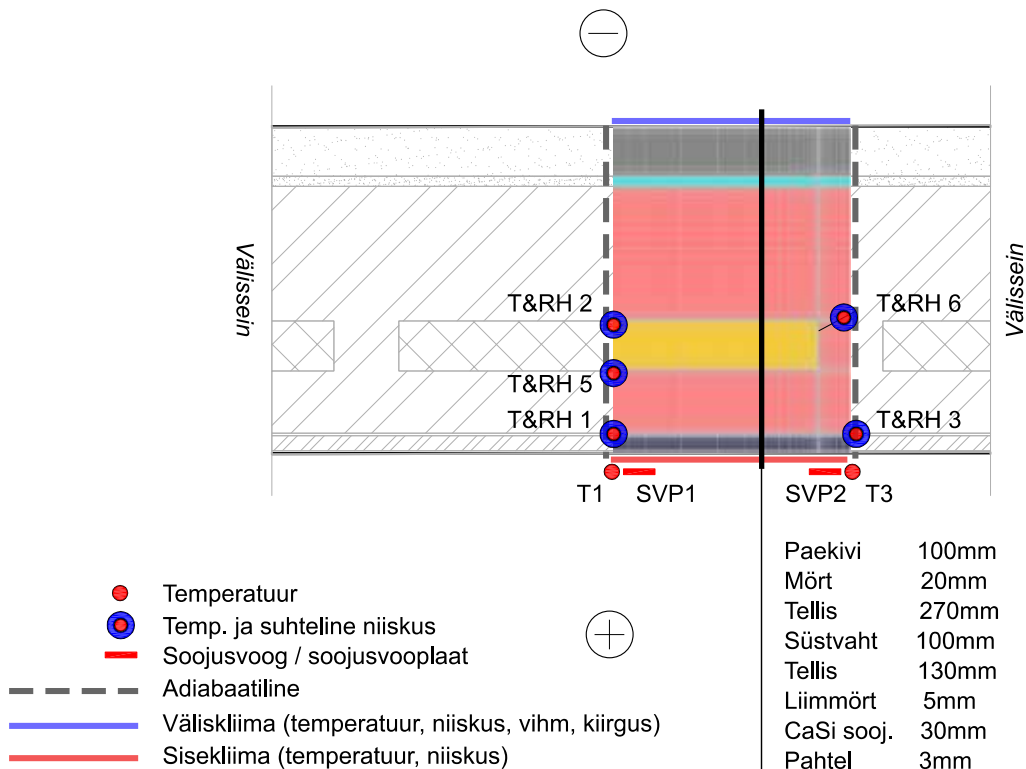 Välissein
Välissein
T&RH 2
T&RH 6
T&RH 5
T&RH 1
T&RH 3
T1 SVP1 SVP2 T3
Paekivi 100mm
Mört 20mm
Tellis 270mm
Süstvaht 100mm
Tellis 130mm
Liimmört 5mm
CaSi sooj. 30mm
Pahtel 3mm
Temperatuur
Temp. ja suhteline niiskus
Soojusvoog / soojusvooplaat
Adiabaatiline
Väliskliima (temperatuur, niiskus, vihm, kiirgus)
Sisekliima (temperatuur, niiskus)